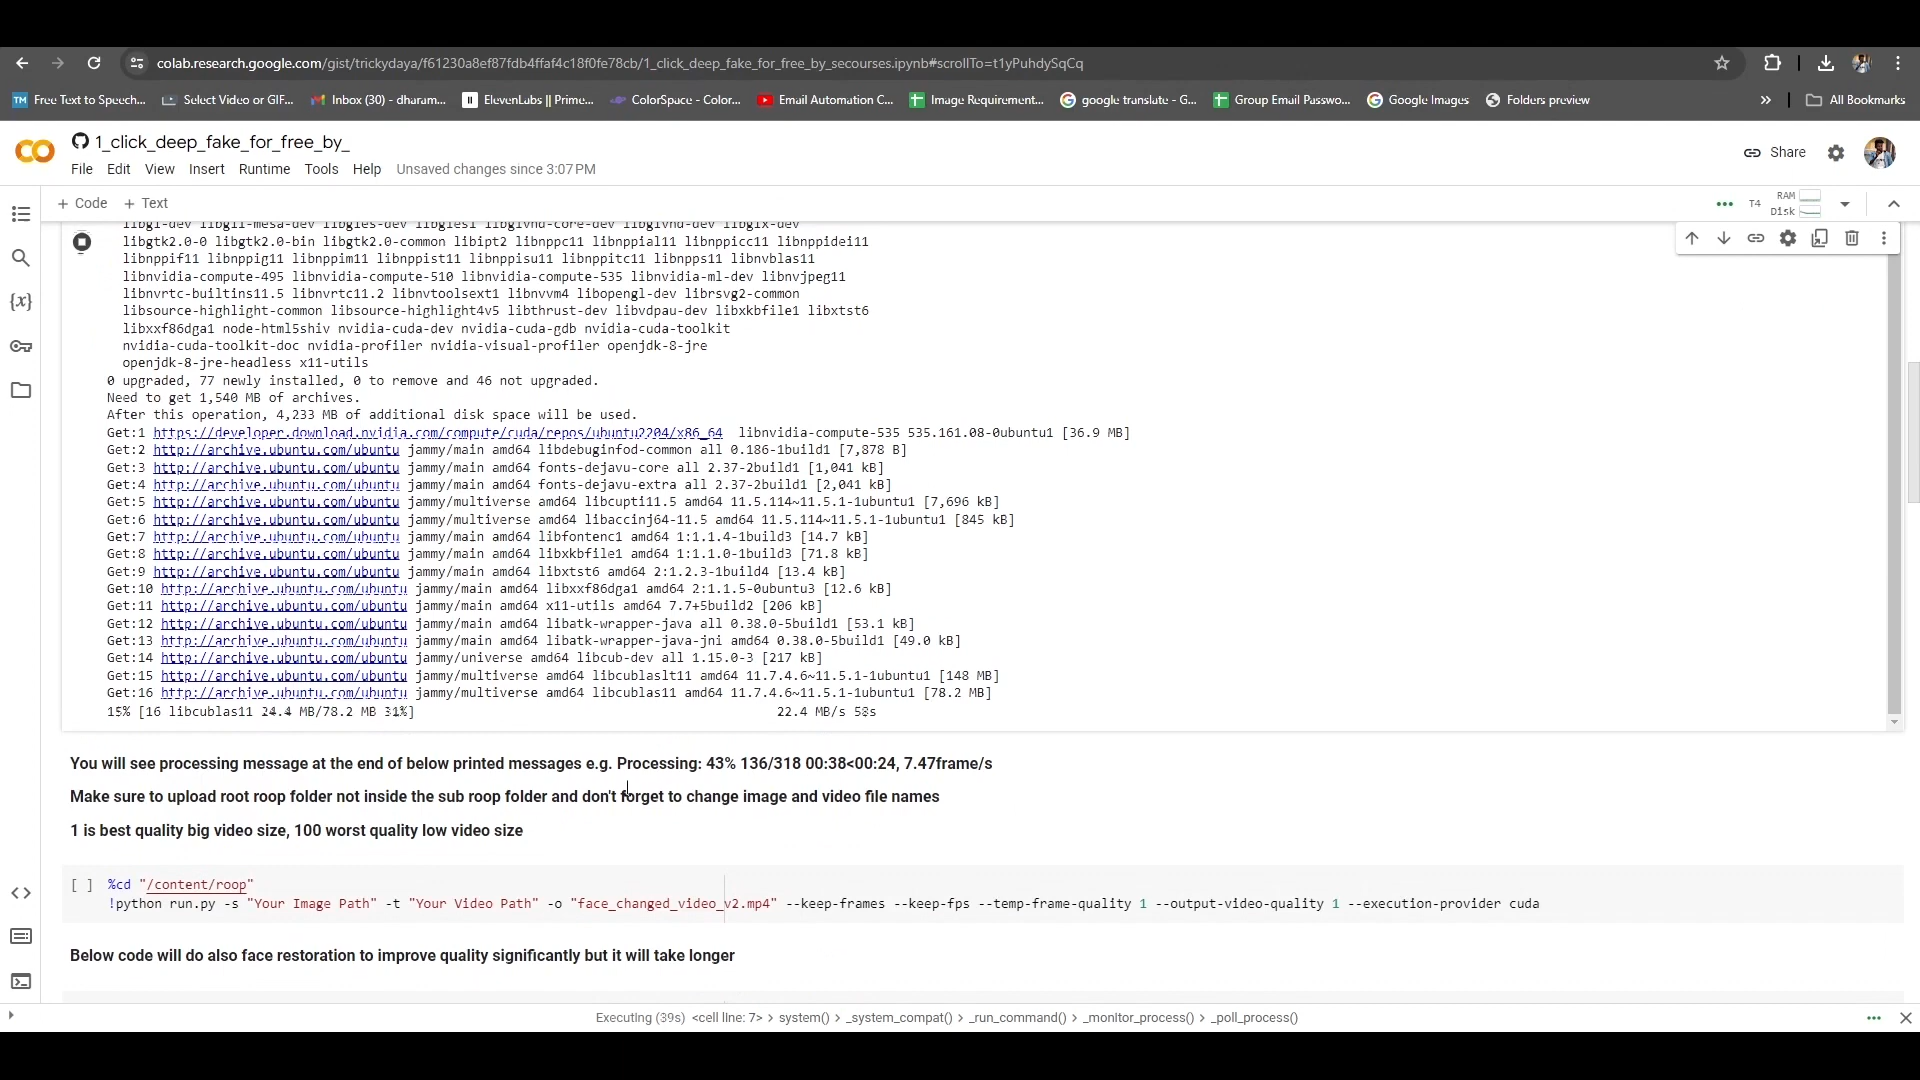 colab.research.google.com/gist/trickydaya/f61230a8ef87fdb4ffaf4c18f0fe78cb/1_click_deep_fake_for_free_by_secourses.ipynb#scrollTo=t1yPuhdySqCq
TM Free Text to Speech... Select Video or GIF... Inbox (30) - dharam... ElevenLabs || Prime... ColorSpace - Color... Email Automation C... Image Requirement... google translate - G... Group Email Passwo... Google Images Folders preview » All Bookmarks
1_click_deep_fake_for_free_by_
File Edit View Insert Runtime Tools Help Unsaved changes since 3:07 PM
Share
+ Code + Text
T4 RAM Disk
libgl-dev libgl1-mesa-dev libgles-dev libgles1 libglvnd-core-dev libglvnd-dev libglx-dev
libgtk2.0-0 libgtk2.0-bin libgtk2.0-common libipt2 libnppc11 libnppial11 libnppicc11 libnppidei11
libnppif11 libnppig11 libnppim11 libnppist11 libnppisu11 libnppitc11 libnpps11 libnvblas11
libnvidia-compute-495 libnvidia-compute-510 libnvidia-compute-535 libnvidia-ml-dev libnvjpeg11
libnvrtc-builtins11.5 libnvrtc11.2 libnvtoolsext1 libnvvm4 libopengl-dev librsvg2-common
libsource-highlight-common libsource-highlight4v5 libthrust-dev libvdpau-dev libxkbfile1 libxtst6
libxxf86dga1 node-html5shiv nvidia-cuda-dev nvidia-cuda-gdb nvidia-cuda-toolkit
nvidia-cuda-toolkit-doc nvidia-profiler nvidia-visual-profiler openjdk-8-jre
openjdk-8-jre-headless x11-utils
0 upgraded, 77 newly installed, 0 to remove and 46 not upgraded.
Need to get 1,540 MB of archives.
After this operation, 4,233 MB of additional disk space will be used.
Get:1 https://developer.download.nvidia.com/compute/cuda/repos/ubuntu2204/x86_64 libnvidia-compute-535 535.161.08-0ubuntu1 [36.9 MB]
Get:2 http://archive.ubuntu.com/ubuntu jammy/main amd64 libdebuginfod-common all 0.186-1build1 [7,878 B]
Get:3 http://archive.ubuntu.com/ubuntu jammy/main amd64 fonts-dejavu-core all 2.37-2build1 [1,041 kB]
Get:4 http://archive.ubuntu.com/ubuntu jammy/main amd64 fonts-dejavu-extra all 2.37-2build1 [2,041 kB]
Get:5 http://archive.ubuntu.com/ubuntu jammy/multiverse amd64 libcupti11.5 amd64 11.5.114~11.5.1-1ubuntu1 [7,696 kB]
Get:6 http://archive.ubuntu.com/ubuntu jammy/multiverse amd64 libaccinj64-11.5 amd64 11.5.114~11.5.1-1ubuntu1 [845 kB]
Get:7 http://archive.ubuntu.com/ubuntu jammy/main amd64 libfontenc1 amd64 1:1.1.4-1build3 [14.7 kB]
Get:8 http://archive.ubuntu.com/ubuntu jammy/main amd64 libxkbfile1 amd64 1:1.1.0-1build3 [71.8 kB]
Get:9 http://archive.ubuntu.com/ubuntu jammy/main amd64 libxtst6 amd64 2:1.2.3-1build4 [13.4 kB]
Get:10 http://archive.ubuntu.com/ubuntu jammy/main amd64 libxxf86dga1 amd64 2:1.1.5-0ubuntu3 [12.6 kB]
Get:11 http://archive.ubuntu.com/ubuntu jammy/main amd64 x11-utils amd64 7.7+5build2 [206 kB]
Get:12 http://archive.ubuntu.com/ubuntu jammy/main amd64 libatk-wrapper-java all 0.38.0-5build1 [53.1 kB]
Get:13 http://archive.ubuntu.com/ubuntu jammy/main amd64 libatk-wrapper-java-jni amd64 0.38.0-5build1 [49.0 kB]
Get:14 http://archive.ubuntu.com/ubuntu jammy/universe amd64 libcub-dev all 1.15.0-3 [217 kB]
Get:15 http://archive.ubuntu.com/ubuntu jammy/multiverse amd64 libcublaslt11 amd64 11.7.4.6~11.5.1-1ubuntu1 [148 MB]
Get:16 http://archive.ubuntu.com/ubuntu jammy/multiverse amd64 libcublas11 amd64 11.7.4.6~11.5.1-1ubuntu1 [78.2 MB]
15% [16 libcublas11 24.4 MB/78.2 MB 31%] 22.4 MB/s 58s
You will see processing message at the end of below printed messages e.g. Processing: 43% 136/318 00:38<00:24, 7.47frame/s
Make sure to upload root roop folder not inside the sub roop folder and don't forget to change image and video file names
1 is best quality big video size, 100 worst quality low video size
[ ] %cd "/content/roop"
!python run.py -s "Your Image Path" -t "Your Video Path" -o "face_changed_video_v2.mp4" --keep-frames --keep-fps --temp-frame-quality 1 --output-video-quality 1 --execution-provider cuda
Below code will do also face restoration to improve quality significantly but it will take longer
Executing (39s) <cell line: 7> > system() > _system_compat() > _run_command() > _monitor_process() > _poll_process()